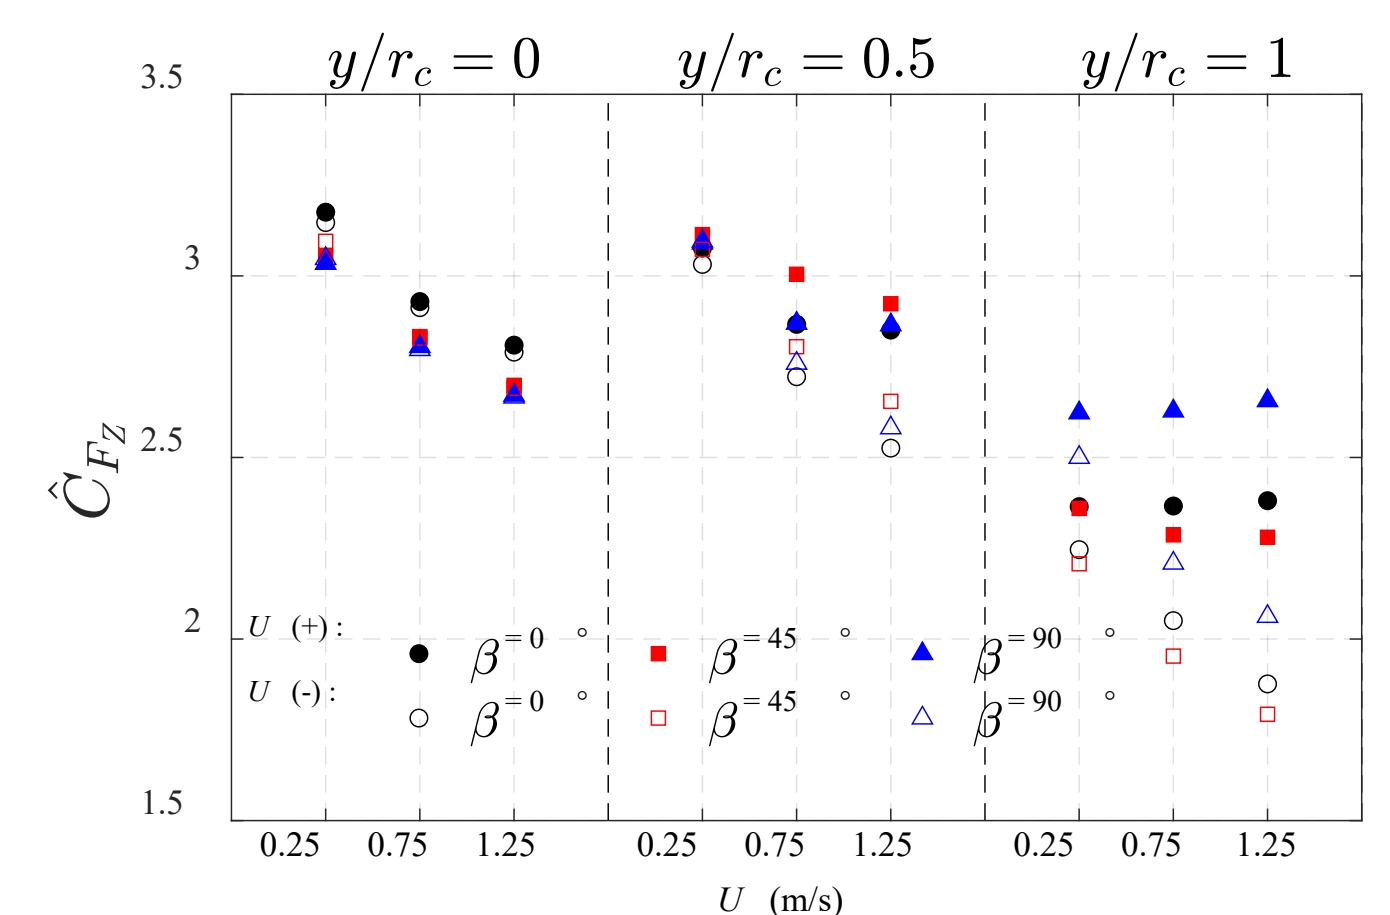 y/r_c = 0 y/r_c = 0.5 y/r_c = 1
3.5
3
2.5
2
1.5
Ĉ_{F_Z}
U (+) :
β = 0 ° β = 45 ° β = 90 °
U (-) :
β = 0 ° β = 45 ° β = 90 °
0.25 0.75 1.25 0.25 0.75 1.25 0.25 0.75 1.25
U (m/s)